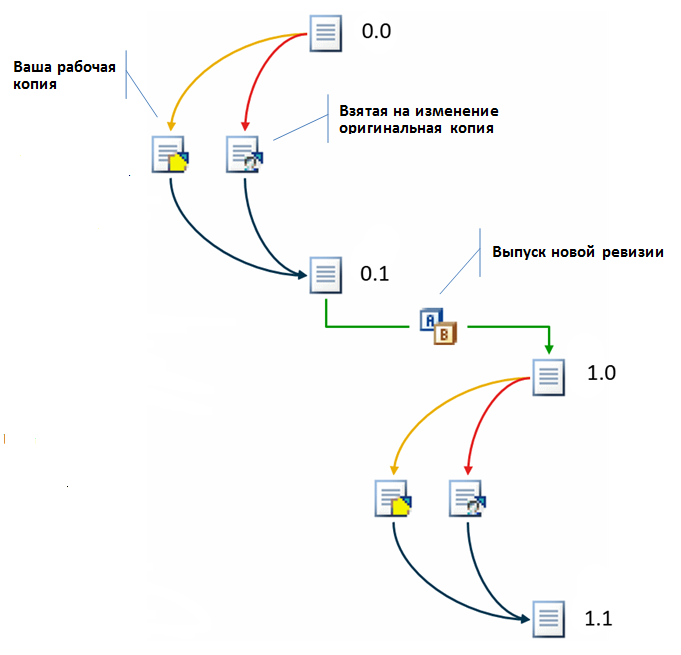 0.0
Ваша рабочая
копия
Взятая на изменение
оригинальная копия
0.1
Выпуск новой ревизии
A
B
1.0
1.1